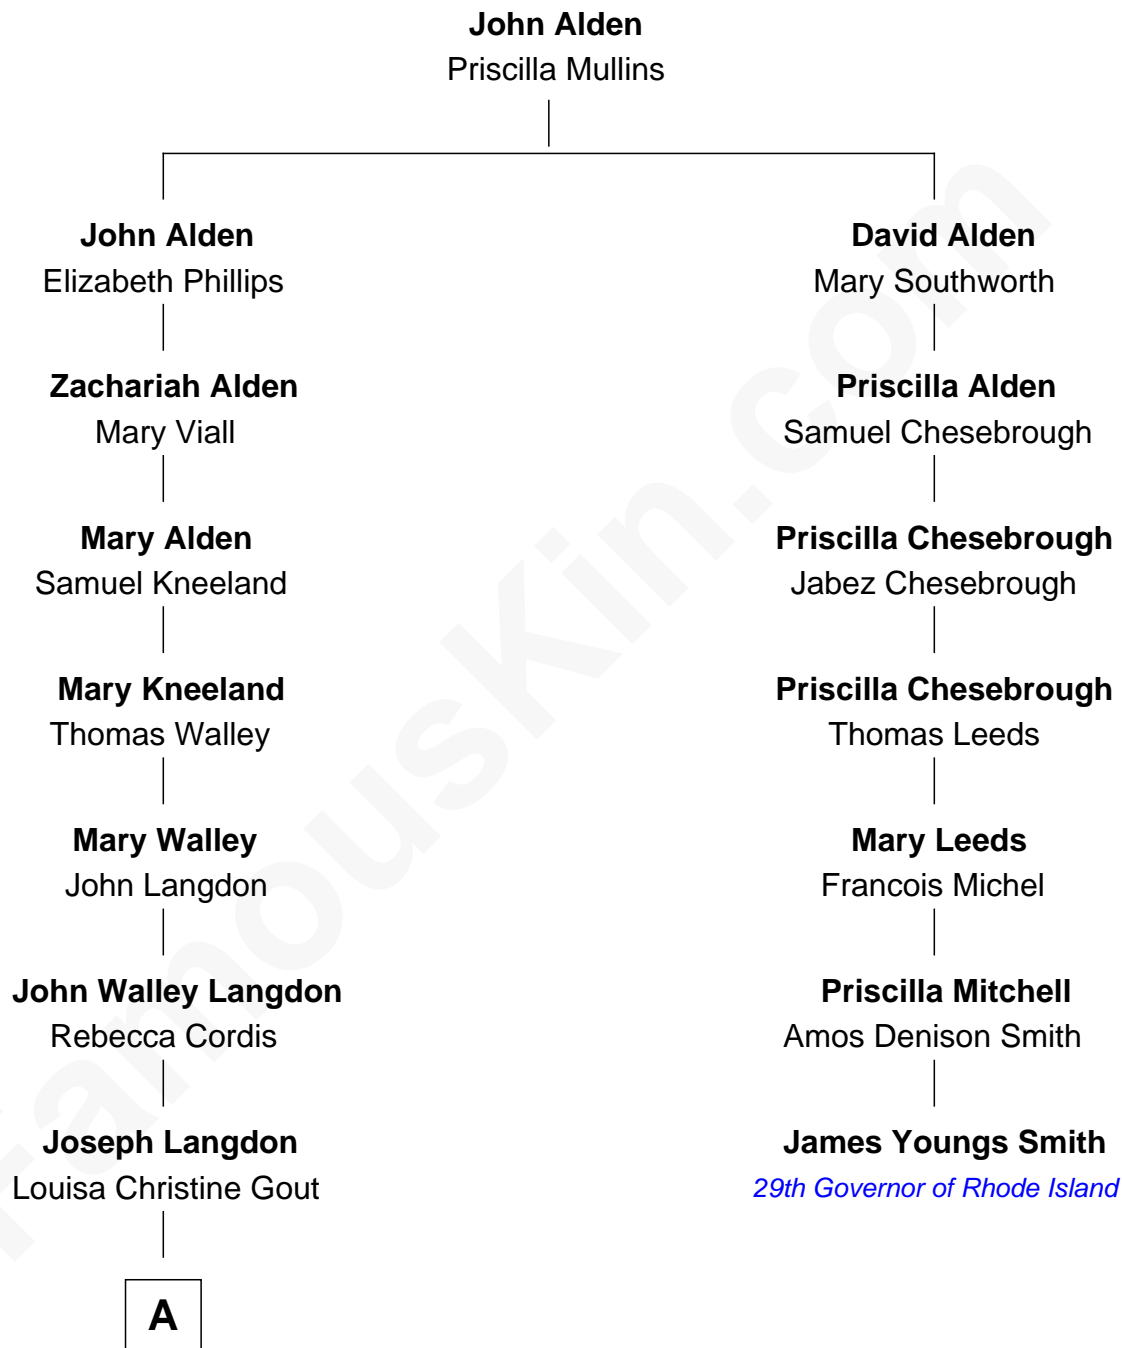 John Alden
Priscilla Mullins
John Alden
Elizabeth Phillips
David Alden
Mary Southworth
Zachariah Alden
Mary Viall
Priscilla Alden
Samuel Chesebrough
Mary Alden
Samuel Kneeland
Priscilla Chesebrough
Jabez Chesebrough
Mary Kneeland
Thomas Walley
Priscilla Chesebrough
Thomas Leeds
Mary Walley
John Langdon
Mary Leeds
Francois Michel
John Walley Langdon
Rebecca Cordis
Priscilla Mitchell
Amos Denison Smith
Joseph Langdon
Louisa Christine Gout
James Youngs Smith
29th Governor of Rhode Island
A
FamousKin.com